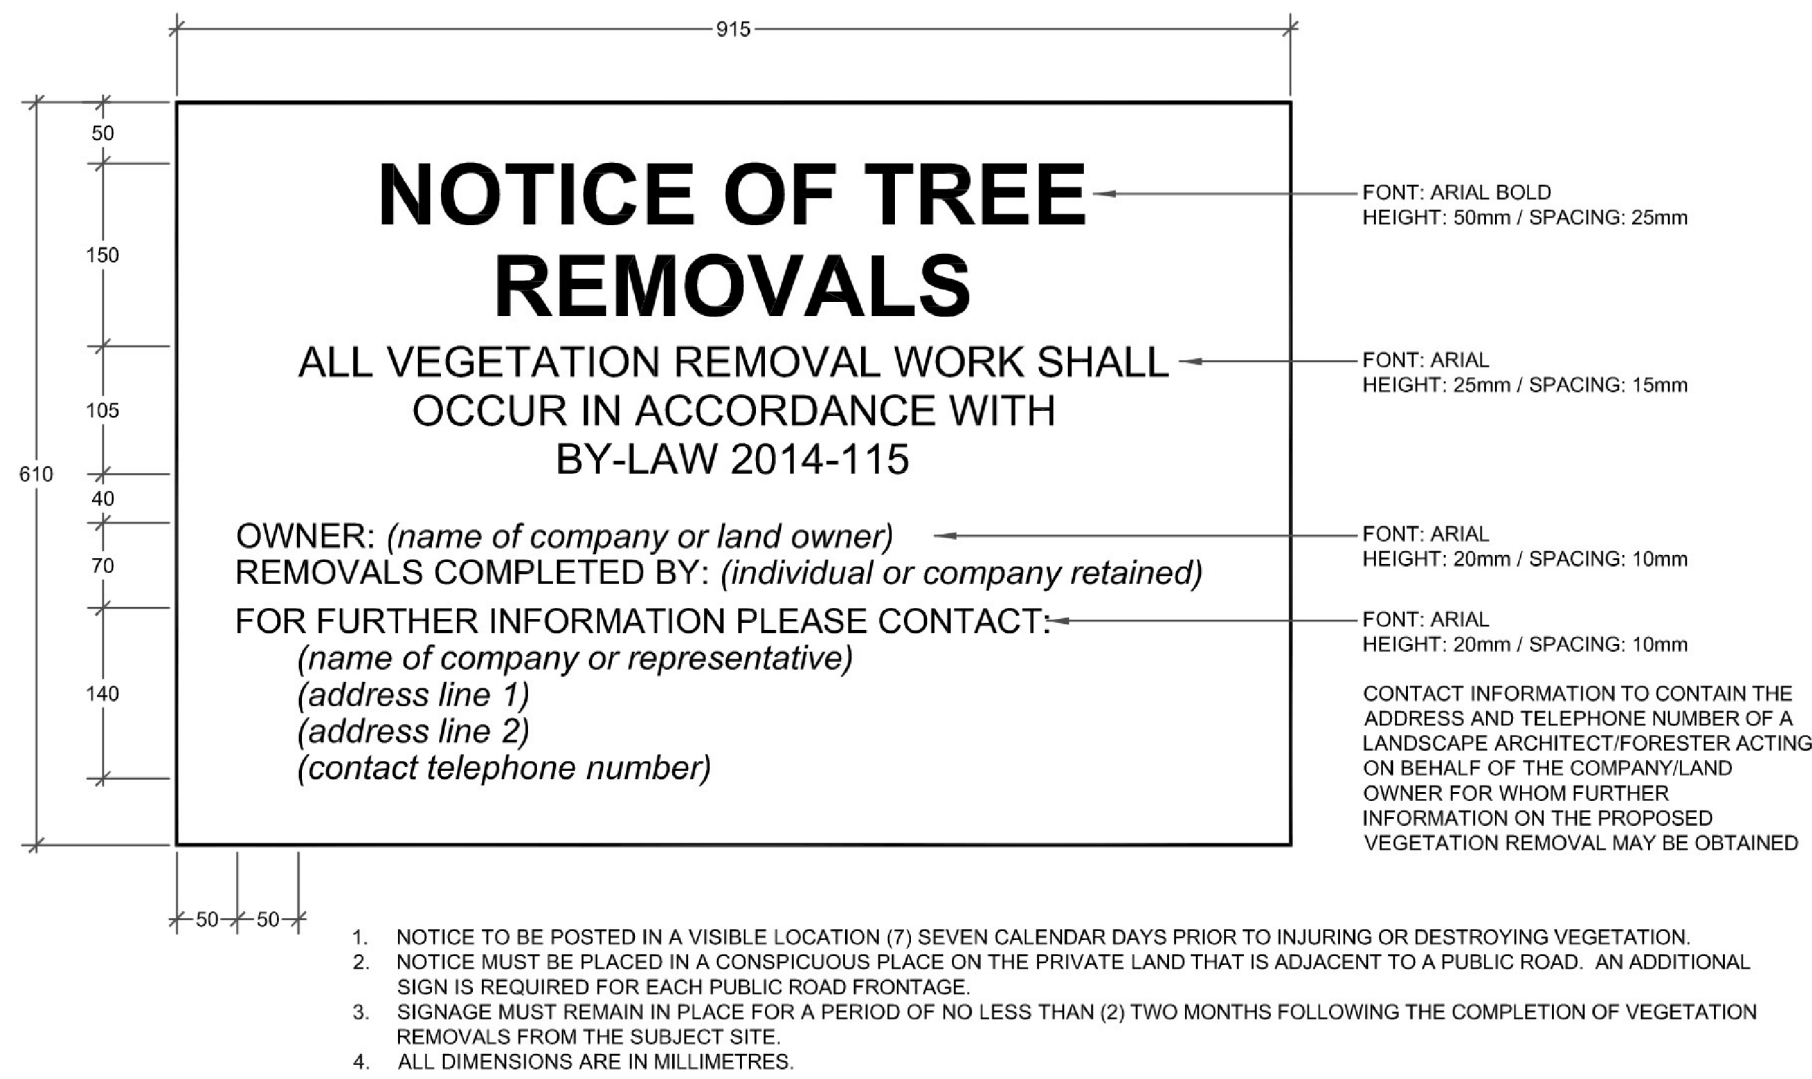 915
50
NOTICE OF TREE
FONT: ARIAL BOLD
HEIGHT: 50mm / SPACING: 25mm
150
REMOVALS
ALL VEGETATION REMOVAL WORK SHALL
FONT: ARIAL
HEIGHT: 25mm / SPACING: 15mm
105
OCCUR IN ACCORDANCE WITH
BY-LAW 2014-115
610
40
OWNER: (name of company or land owner)
FONT: ARIAL
HEIGHT: 20mm / SPACING: 10mm
70
REMOVALS COMPLETED BY: (individual or company retained)
FOR FURTHER INFORMATION PLEASE CONTACT:
FONT: ARIAL
HEIGHT: 20mm / SPACING: 10mm
(name of company or representative)
140
(address line 1)
(address line 2)
(contact telephone number)
CONTACT INFORMATION TO CONTAIN THE
ADDRESS AND TELEPHONE NUMBER OF A
LANDSCAPE ARCHITECT/FORESTER ACTING
ON BEHALF OF THE COMPANY/LAND
OWNER FOR WHOM FURTHER
INFORMATION ON THE PROPOSED
VEGETATION REMOVAL MAY BE OBTAINED
50 50
1. NOTICE TO BE POSTED IN A VISIBLE LOCATION (7) SEVEN CALENDAR DAYS PRIOR TO INJURING OR DESTROYING VEGETATION.
2. NOTICE MUST BE PLACED IN A CONSPICUOUS PLACE ON THE PRIVATE LAND THAT IS ADJACENT TO A PUBLIC ROAD. AN ADDITIONAL
SIGN IS REQUIRED FOR EACH PUBLIC ROAD FRONTAGE.
3. SIGNAGE MUST REMAIN IN PLACE FOR A PERIOD OF NO LESS THAN (2) TWO MONTHS FOLLOWING THE COMPLETION OF VEGETATION
REMOVALS FROM THE SUBJECT SITE.
4. ALL DIMENSIONS ARE IN MILLIMETRES.